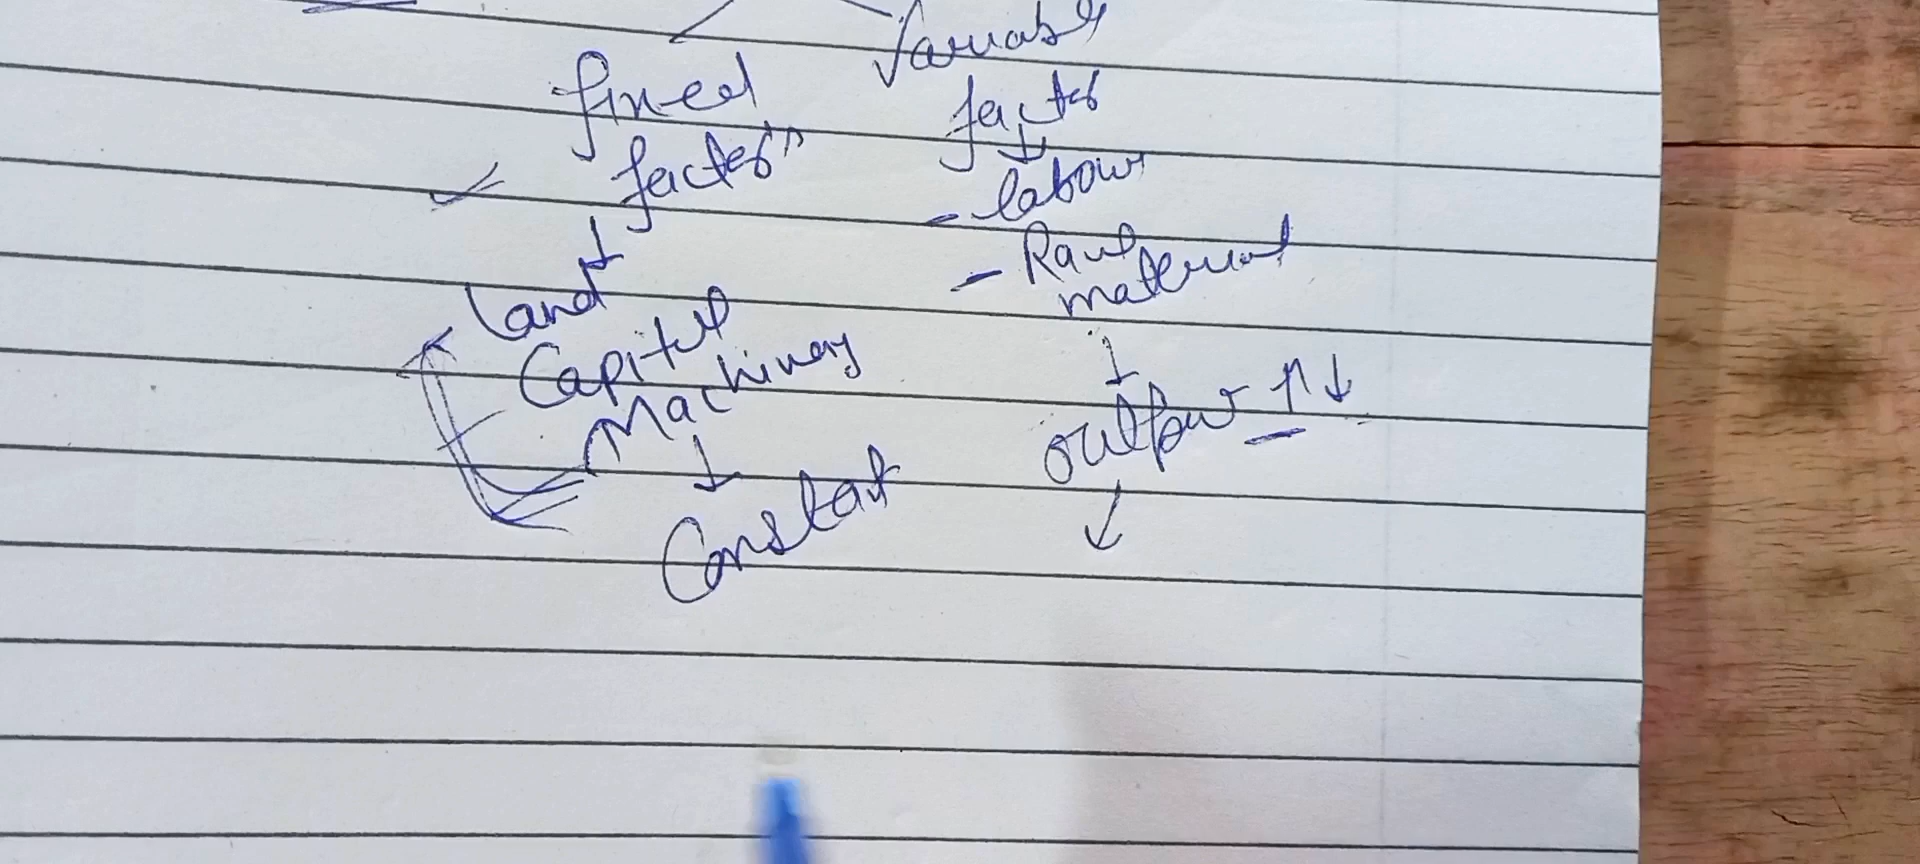 fixed
factor"
Land
Capital
Machinery
Constant
Variable
factor
- labour
- Raw
material
output ↑↓